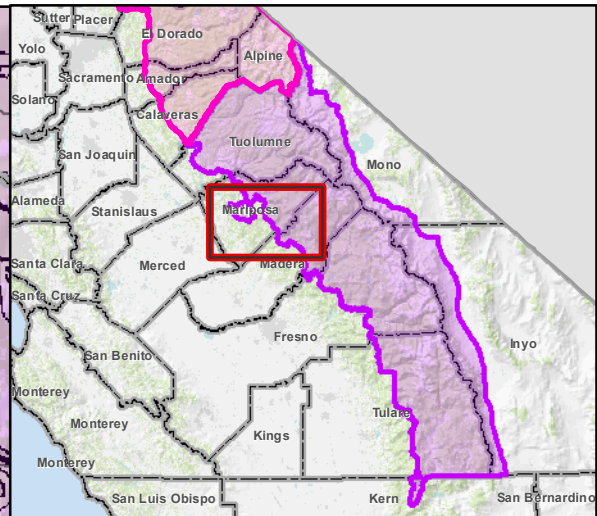 Sutter Placer
El Dorado
Yolo
Alpine
Sacramento Amador
Solano
Calaveras
Tuolumne
San Joaquin
Mono
Alameda
Stanislaus
Mariposa
Santa Clara
Merced
Madera
Santa Cruz
Fresno
Inyo
San Benito
Monterey
Tulare
Monterey
Kings
Monterey
San Luis Obispo
Kern
San Bernardino